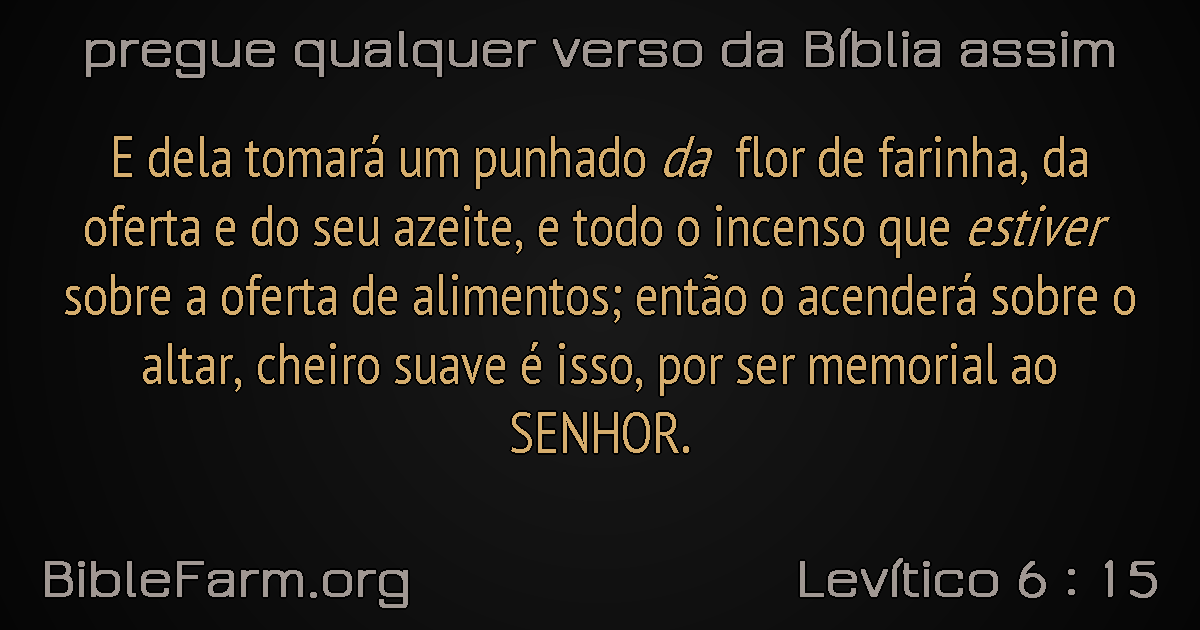 pregue qualquer verso da Bíblia assim
E dela tomará um punhado da flor de farinha, da
oferta e do seu azeite, e todo o incenso que estiver
sobre a oferta de alimentos; então o acenderá sobre o
altar, cheiro suave é isso, por ser memorial ao
SENHOR.
BibleFarm.org
Levítico 6 : 15